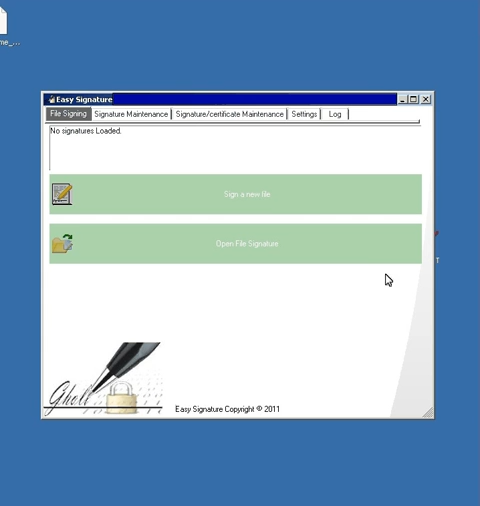 me_...
Easy Signature
File Signing Signature Maintenance Signature/certificate Maintenance Settings Log
No signatures Loaded.
Sign a new file
Open File Signature
T
Easy Signature Copyright © 2011